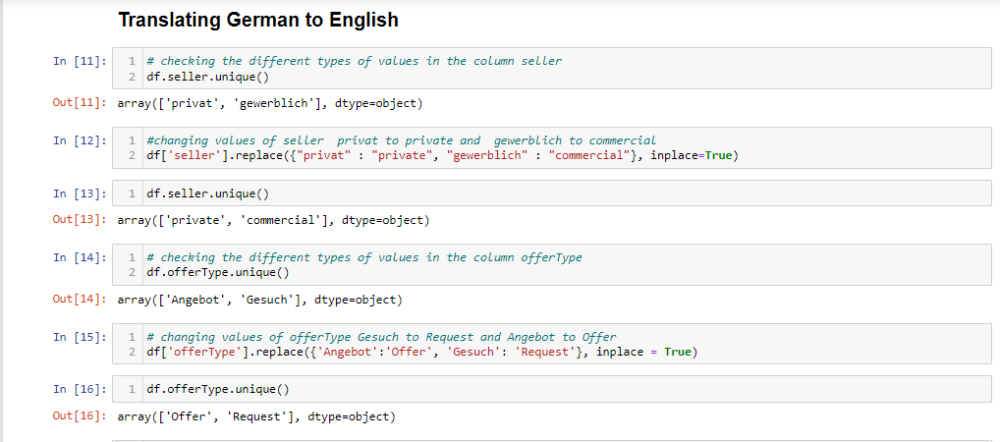 Translating German to English
In [11]: 1 # checking the different types of values in the column seller
2 df.seller.unique()
Out[11]: array(['privat', 'gewerblich'], dtype=object)
In [12]: 1 #changing values of seller  privat to private and  gewerblich to commercial
2 df['seller'].replace({"privat" : "private", "gewerblich" : "commercial"}, inplace=True)
In [13]: 1 df.seller.unique()
Out[13]: array(['private', 'commercial'], dtype=object)
In [14]: 1 # checking the different types of values in the column offerType
2 df.offerType.unique()
Out[14]: array(['Angebot', 'Gesuch'], dtype=object)
In [15]: 1 # changing values of offerType Gesuch to Request and Angebot to Offer
2 df['offerType'].replace({'Angebot':'Offer', 'Gesuch': 'Request'}, inplace = True)
In [16]: 1 df.offerType.unique()
Out[16]: array(['Offer', 'Request'], dtype=object)